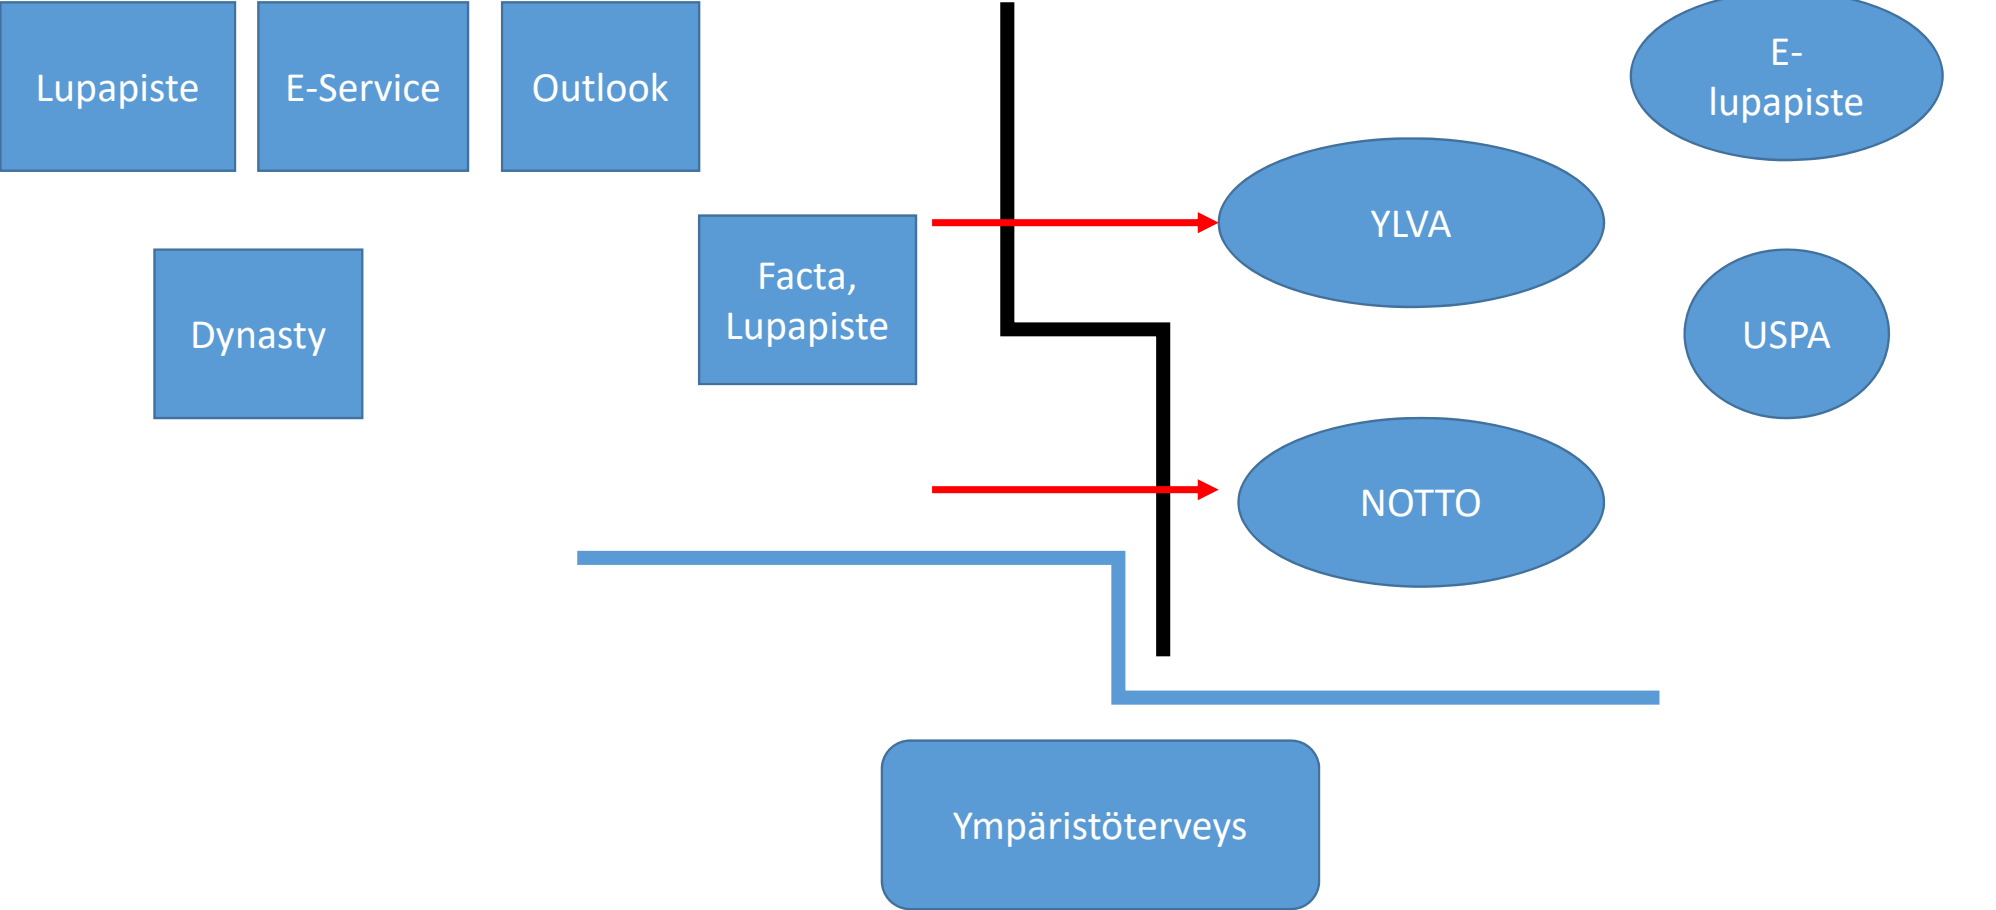 Lupapiste
E-Service
Outlook
E-
lupapiste
YLVA
Facta,
Lupapiste
Dynasty
USPA
NOTTO
Ympäristöterveys